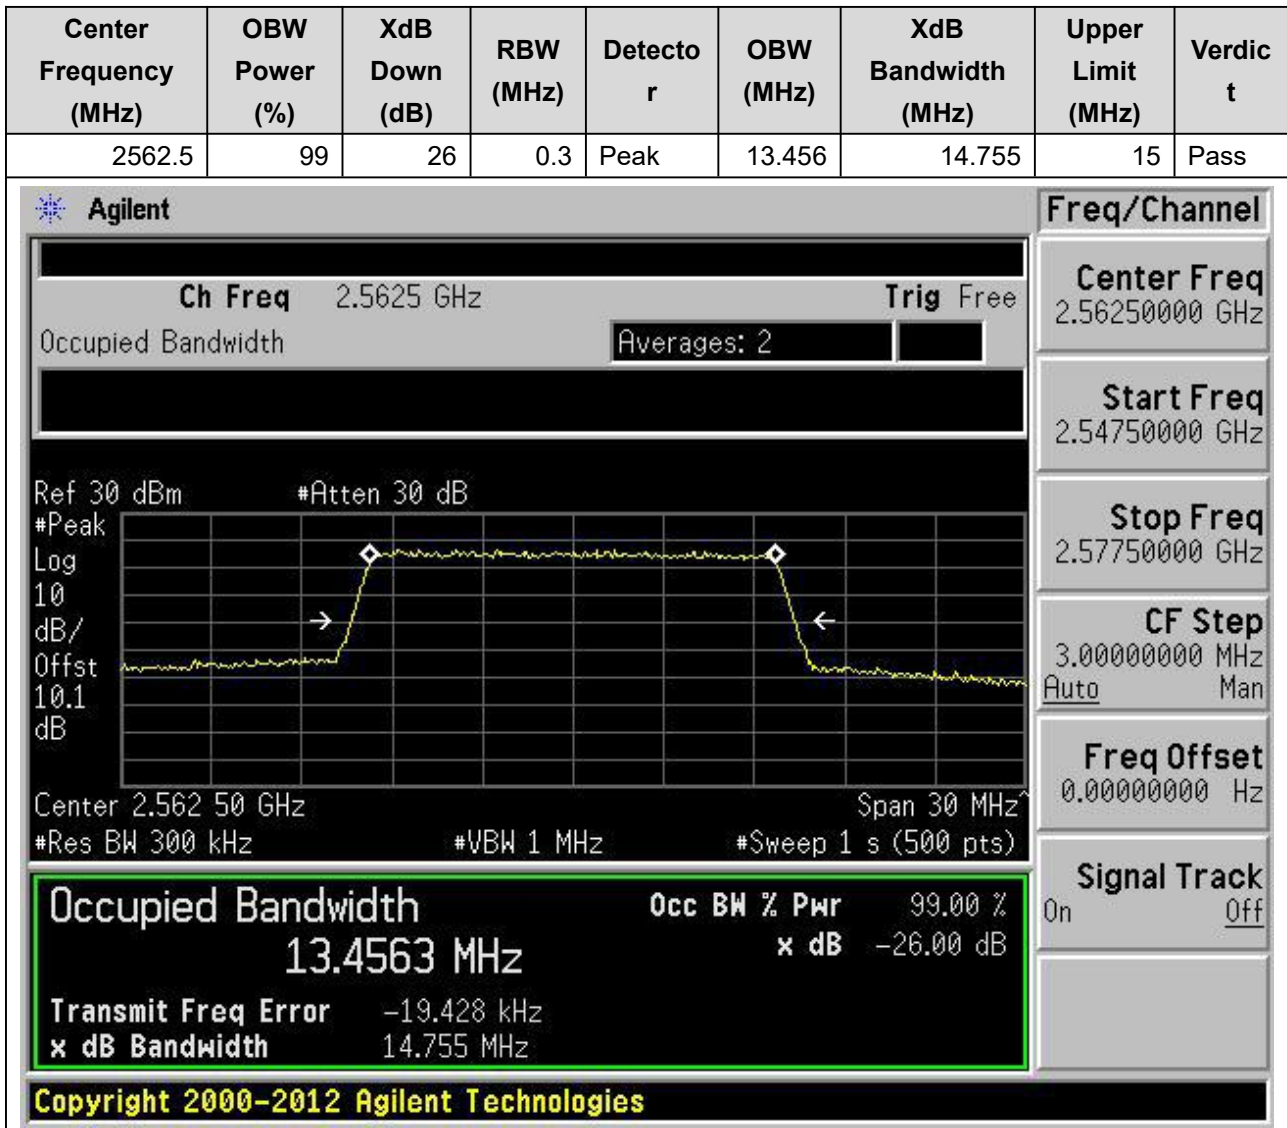 Center Frequency (MHz) OBW Power (%) XdB Down (dB) RBW (MHz) Detecto r OBW (MHz) XdB Bandwidth (MHz) Upper Limit (MHz) Verdic t
2562.5 99 26 0.3 Peak 13.456 14.755 15 Pass
Agilent
Freq/Channel
Ch Freq 2.5625 GHz Trig Free
Occupied Bandwidth Averages: 2
Ref 30 dBm #Atten 30 dB
#Peak
Log
10
dB/
Offst
10.1
dB
Center 2.562 50 GHz Span 30 MHz^
#Res BW 300 kHz #VBW 1 MHz #Sweep 1 s (500 pts)
Occupied Bandwidth Occ BW % Pwr 99.00 %
13.4563 MHz x dB -26.00 dB
Transmit Freq Error -19.428 kHz
x dB Bandwidth 14.755 MHz
Center Freq
2.56250000 GHz
Start Freq
2.54750000 GHz
Stop Freq
2.57750000 GHz
CF Step
3.00000000 MHz
Auto Man
Freq Offset
0.00000000 Hz
Signal Track
On Off
Copyright 2000-2012 Agilent Technologies